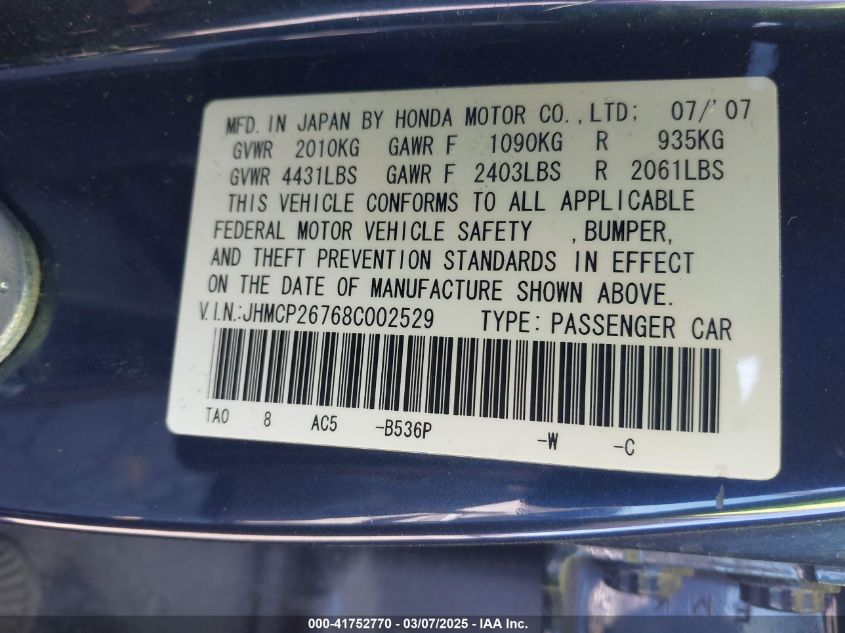 MFD. IN JAPAN BY HONDA MOTOR CO.,LTD; 07/'07
GVWR 2010KG GAWR F 1090KG R 935KG
GVWR 4431LBS GAWR F 2403LBS R 2061LBS
THIS VEHICLE CONFORMS TO ALL APPLICABLE
FEDERAL MOTOR VEHICLE SAFETY ,BUMPER,
AND THEFT PREVENTION STANDARDS IN EFFECT
ON THE DATE OF MANUFACTURE SHOWN ABOVE.
V.I.N.:JHMCP26768C002529 TYPE: PASSENGER CAR
TA0 8 AC5 -B536P -W -C
000-41752770 - 03/07/2025 - © IAA Inc.